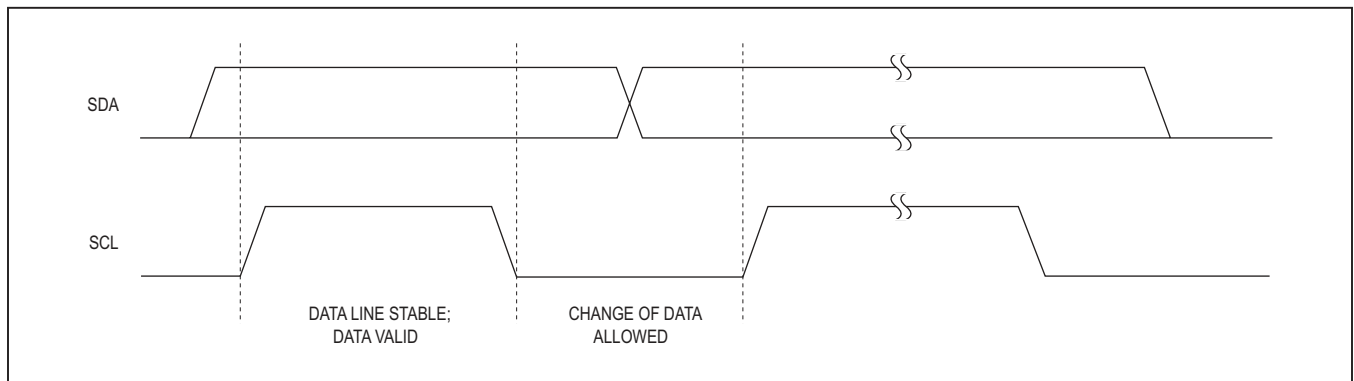 SDA
SCL
DATA LINE STABLE;
DATA VALID
CHANGE OF DATA
ALLOWED